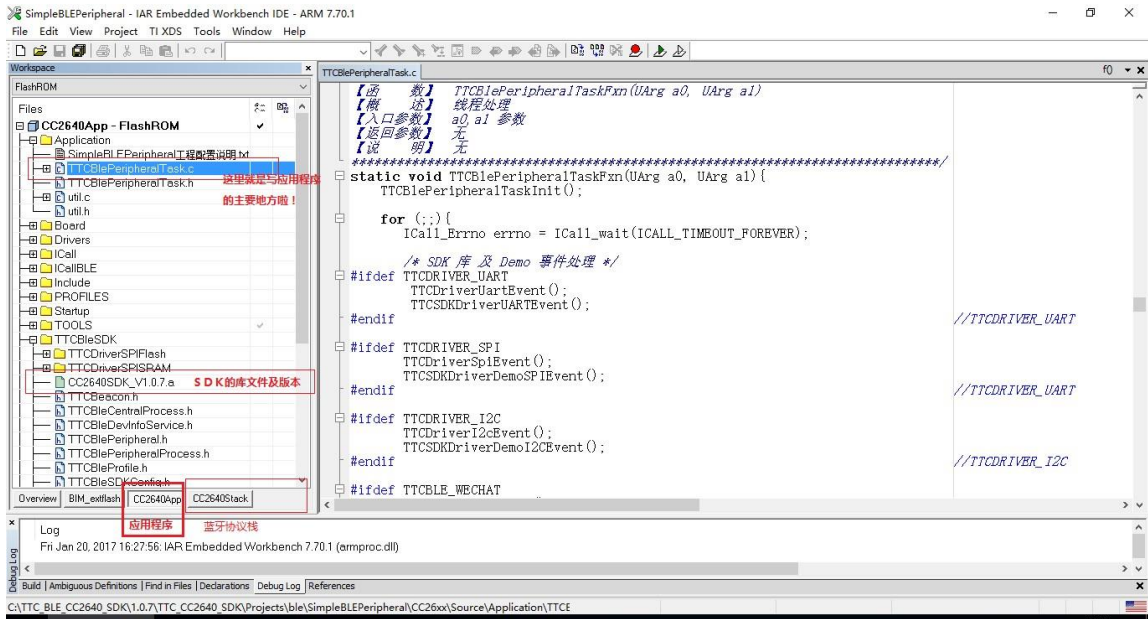 SimpleBLEPeripheral - IAR Embedded Workbench IDE - ARM 7.70.1
File Edit View Project TI XDS Tools Window Help
Workspace
FlashROM
Files
CC2640App - FlashROM
Application
SimpleBLEPeripheral工程配置说明.txt
TTCBlePeripheralTask.c
TTCBlePeripheralTask.h
这里就是写应用程序
util.c
的主要地方啦！
util.h
Board
Drivers
ICall
ICallBLE
Include
PROFILES
Startup
TOOLS
TTCBleSDK
TTCDriverSPIFlash
TTCDriverSPISRAM
CC2640SDK_V1.0.7.a SDK的库文件及版本
TTCBeacon.h
TTCBleCentralProcess.h
TTCBleDevInfoService.h
TTCBlePeripheral.h
TTCBlePeripheralProcess.h
TTCBleProfile.h
TTCBleSDKConfig.h
Overview BIM_extflash CC2640App CC2640Stack
应用程序 蓝牙协议栈
TTCBlePeripheralTask.c
f()
【函 数】 TTCBlePeripheralTaskFxn(UArg a0, UArg a1)
【概 述】 线程处理
【入口参数】 a0,a1 参数
【返回参数】 无
【说 明】 无
static void TTCBlePeripheralTaskFxn(UArg a0, UArg a1){
TTCBlePeripheralTaskInit();
for (;;){
ICall_Errno errno = ICall_wait(ICALL_TIMEOUT_FOREVER);
/* SDK 库 及 Demo 事件处理 */
#ifdef TTCDRIVER_UART
TTCDriverUartEvent();
TTCSDKDriverUARTEvent();
#endif //TTCDRIVER_UART
#ifdef TTCDRIVER_SPI
TTCDriverSpiEvent();
TTCSDKDriverDemoSPIEvent();
#endif //TTCDRIVER_UART
#ifdef TTCDRIVER_I2C
TTCDriverI2cEvent();
TTCSDKDriverDemoI2CEvent();
#endif //TTCDRIVER_I2C
#ifdef TTCBLE_WECHAT
Log
Fri Jan 20, 2017 16:27:56: IAR Embedded Workbench 7.70.1 (armproc.dll)
Debug Log
Build Ambiguous Definitions Find in Files Declarations Debug Log References
C:\TTC_BLE_CC2640_SDK\1.0.7\TTC_CC2640_SDK\Projects\ble\SimpleBLEPeripheral\CC26xx\Source\Application\TTCE